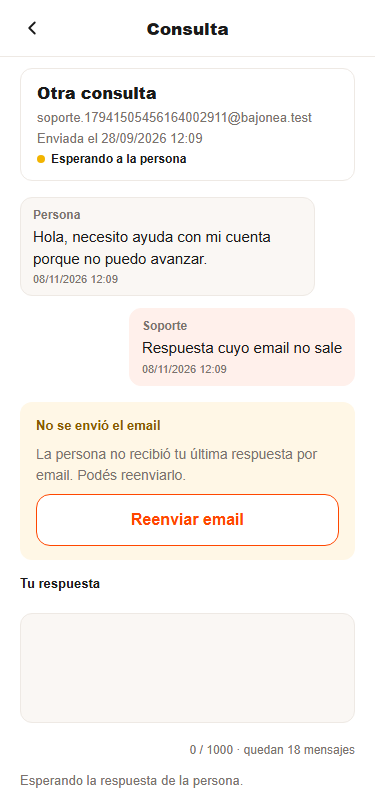 Consulta
Otra consulta
soporte.17941505456164002911@bajonea.test
Enviada el 28/09/2026 12:09
Esperando a la persona
Persona
Hola, necesito ayuda con mi cuenta
porque no puedo avanzar.
08/11/2026 12:09
Soporte
Respuesta cuyo email no sale
08/11/2026 12:09
No se envió el email
La persona no recibió tu última respuesta por
email. Podés reenviarlo.
Reenviar email
Tu respuesta
0 / 1000 · quedan 18 mensajes
Esperando la respuesta de la persona.